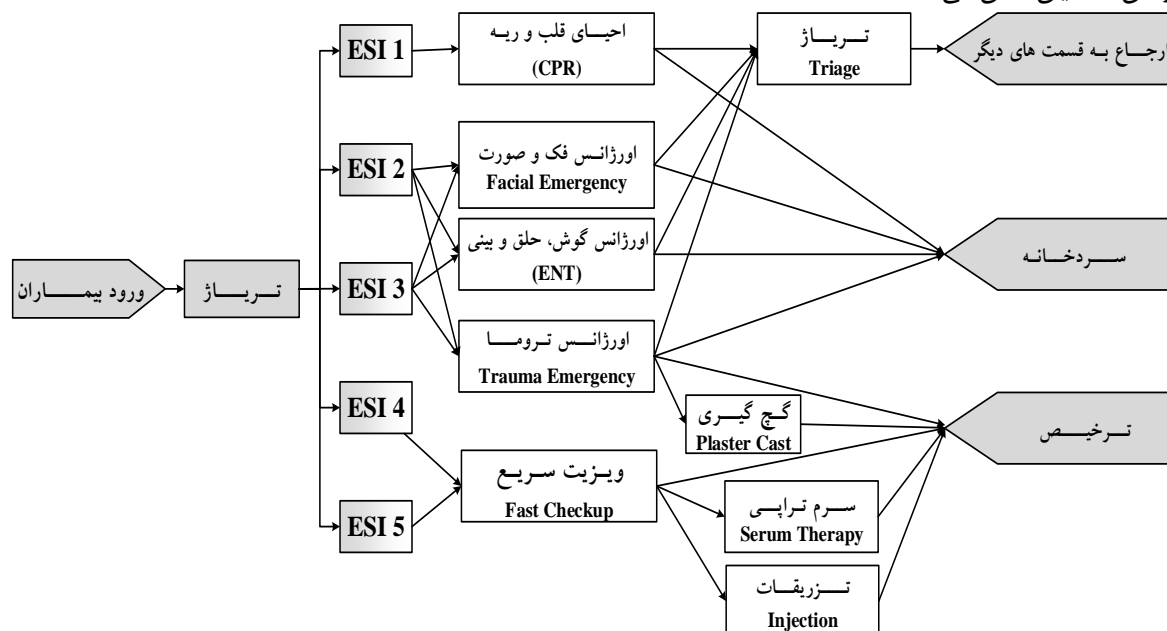 ESI 1
احیای قلب و ریه
(CPR)
تریاژ
Triage
ارجاع به قسمت های دیگر
ESI 2
اورژانس فک و صورت
Facial Emergency
اورژانس گوش، حلق و بینی
(ENT)
سردخانه
ورود بیماران
تریاژ
ESI 3
اورژانس تروما
Trauma Emergency
ESI 4
گچ گیری
Plaster Cast
ترخیص
ویزیت سریع
Fast Checkup
ESI 5
سرم تراپی
Serum Therapy
تزریقات
Injection